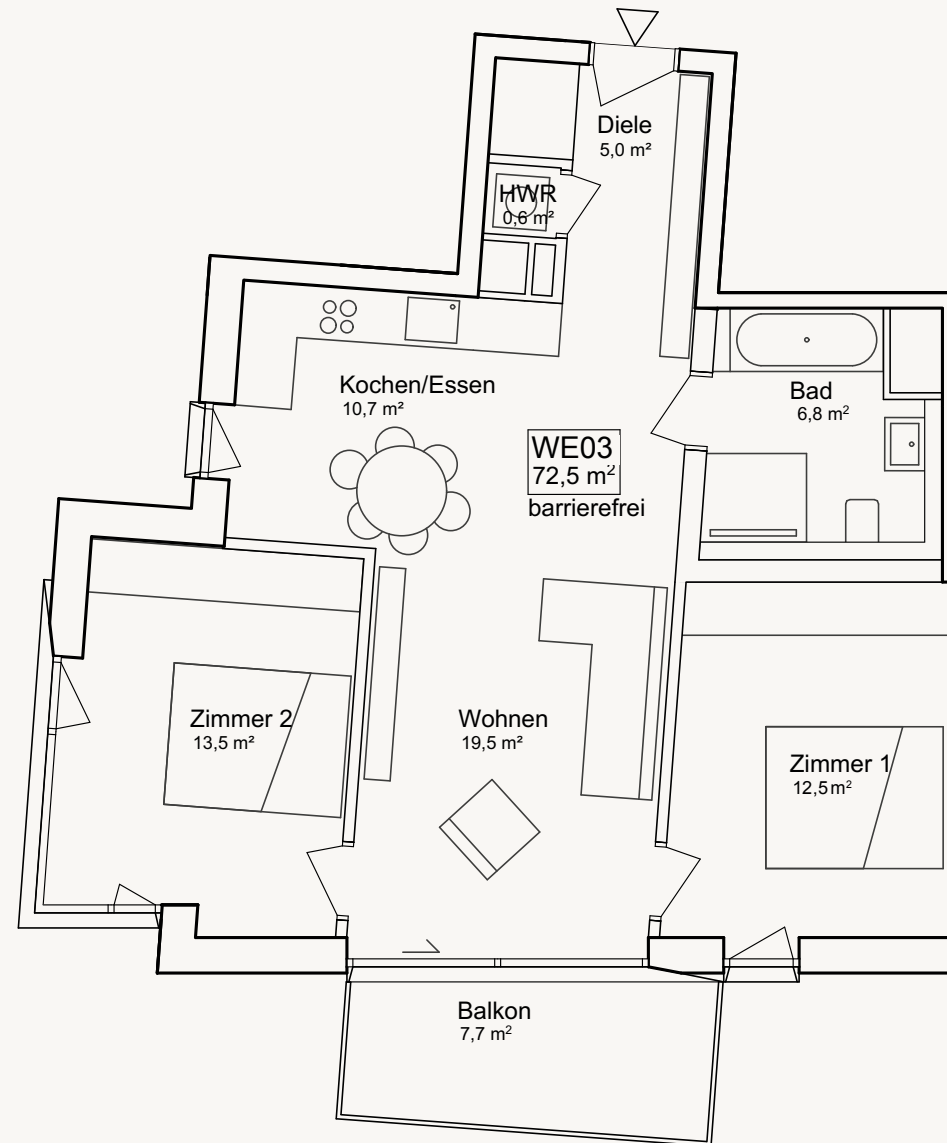 Diele
5,0 m²
HWR
0,6 m²
Kochen/Essen
10,7 m²
Bad
6,8 m²
WE03
72,5 m²
barrierefrei
Zimmer 2
13,5 m²
Wohnen
19,5 m²
Zimmer 1
12,5 m²
Balkon
7,7 m²